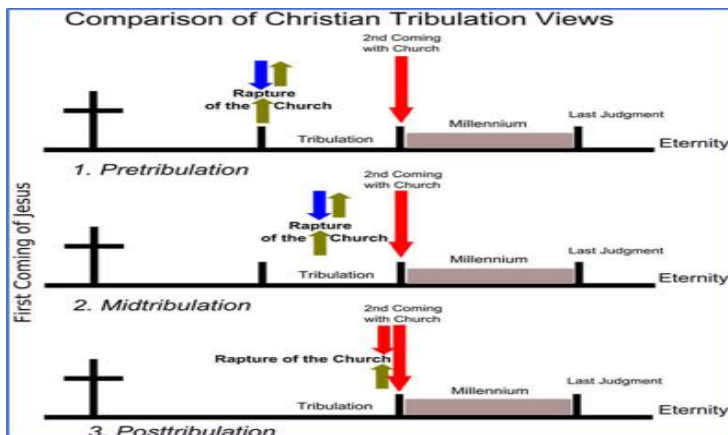 Comparison of Christian Tribulation Views
2nd Coming
with Church
Rapture
of the Church
Last Judgment
Millennium
Tribulation
Eternity
1. Pretribulation
First Coming of Jesus
2nd Coming
with Church
Rapture
of the Church
Last Judgment
Millennium
Tribulation
Eternity
2. Midtribulation
2nd Coming
with Church
Rapture of the Church
Last Judgment
Millennium
Tribulation
Eternity
3. Posttribulation